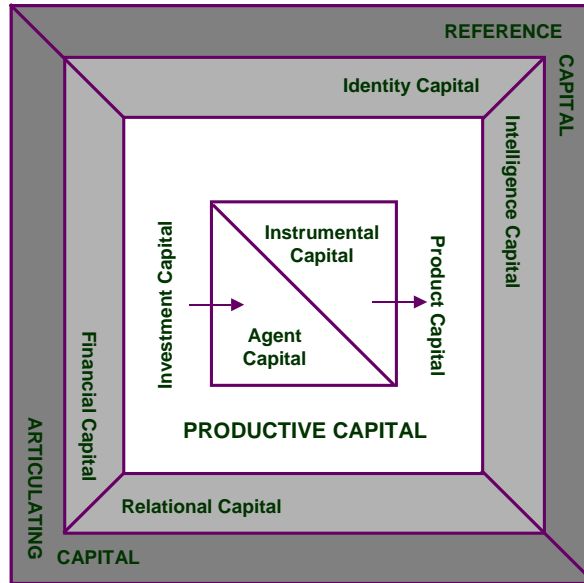 REFERENCE
CAPITAL
Identity Capital
Intelligence Capital
Investment Capital
Instrumental
Capital
Agent
Capital
Product Capital
PRODUCTIVE CAPITAL
Financial Capital
Relational Capital
ARTICULATING
CAPITAL